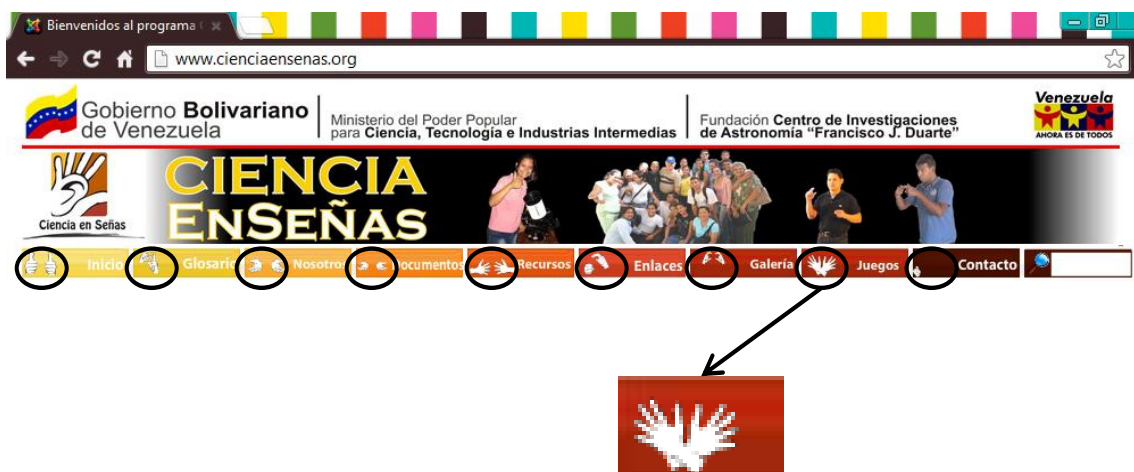 Bienvenidos al programa
www.cienciaensenas.org
Gobierno Bolivariano
de Venezuela
Ministerio del Poder Popular
para Ciencia, Tecnología e Industrias Intermedias
Fundación Centro de Investigaciones
de Astronomía “Francisco J. Duarte”
Venezuela
AHORA ES DE TODOS
Ciencia en Señas
CIENCIA
ENSEÑAS
Inicio Glosario Nosotros Documentos Recursos Enlaces Galería Juegos Contacto